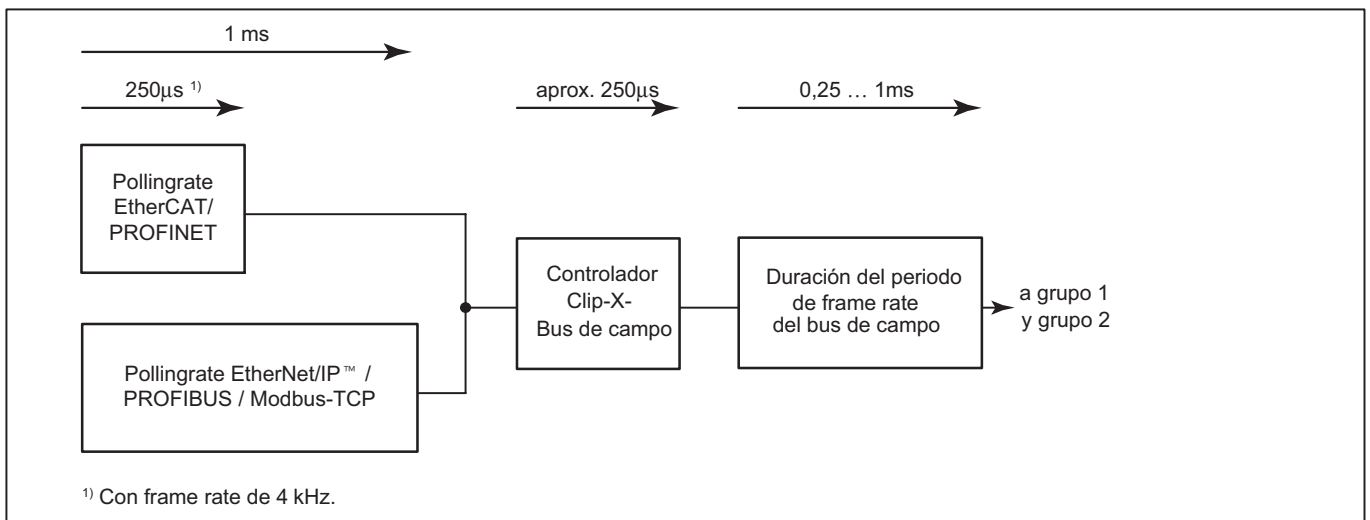 1 ms
250μs 1)
aprox. 250μs
0,25 … 1ms
Pollingrate
EtherCAT/
PROFINET
Controlador
Clip-X-
Bus de campo
Duración del periodo
de frame rate
del bus de campo
a grupo 1
y grupo 2
Pollingrate EtherNet/IP™ /
PROFIBUS / Modbus-TCP
1) Con frame rate de 4 kHz.